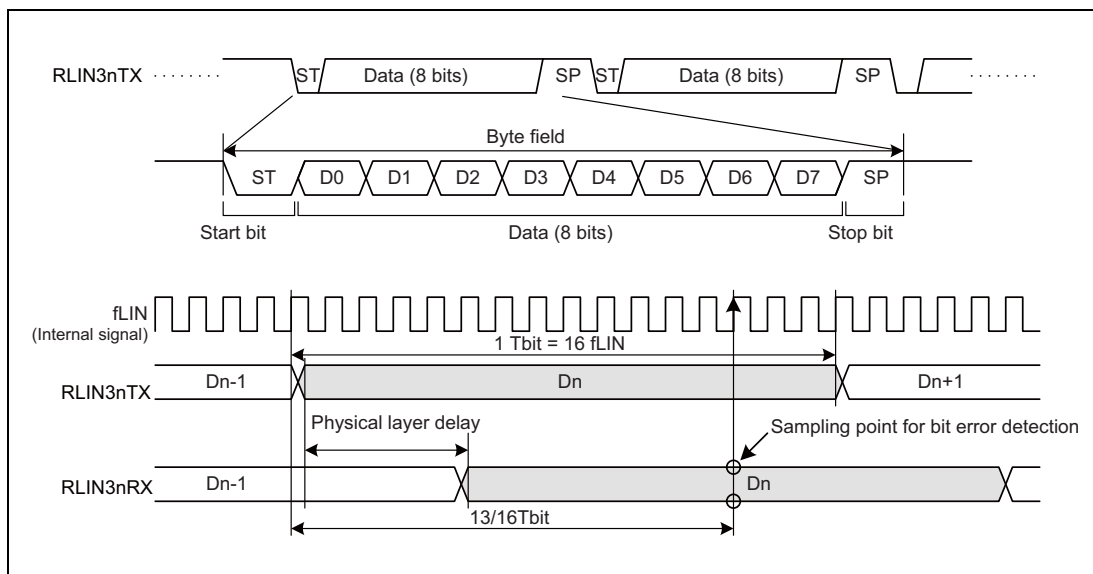 RLIN3nTX ST Data (8 bits) SP ST Data (8 bits) SP
Byte field
ST D0 D1 D2 D3 D4 D5 D6 D7 SP
Start bit Data (8 bits) Stop bit
fLIN
(Internal signal)
1 Tbit = 16 fLIN
RLIN3nTX Dn-1 Dn Dn+1
Physical layer delay
Sampling point for bit error detection
RLIN3nRX Dn-1 Dn
13/16Tbit